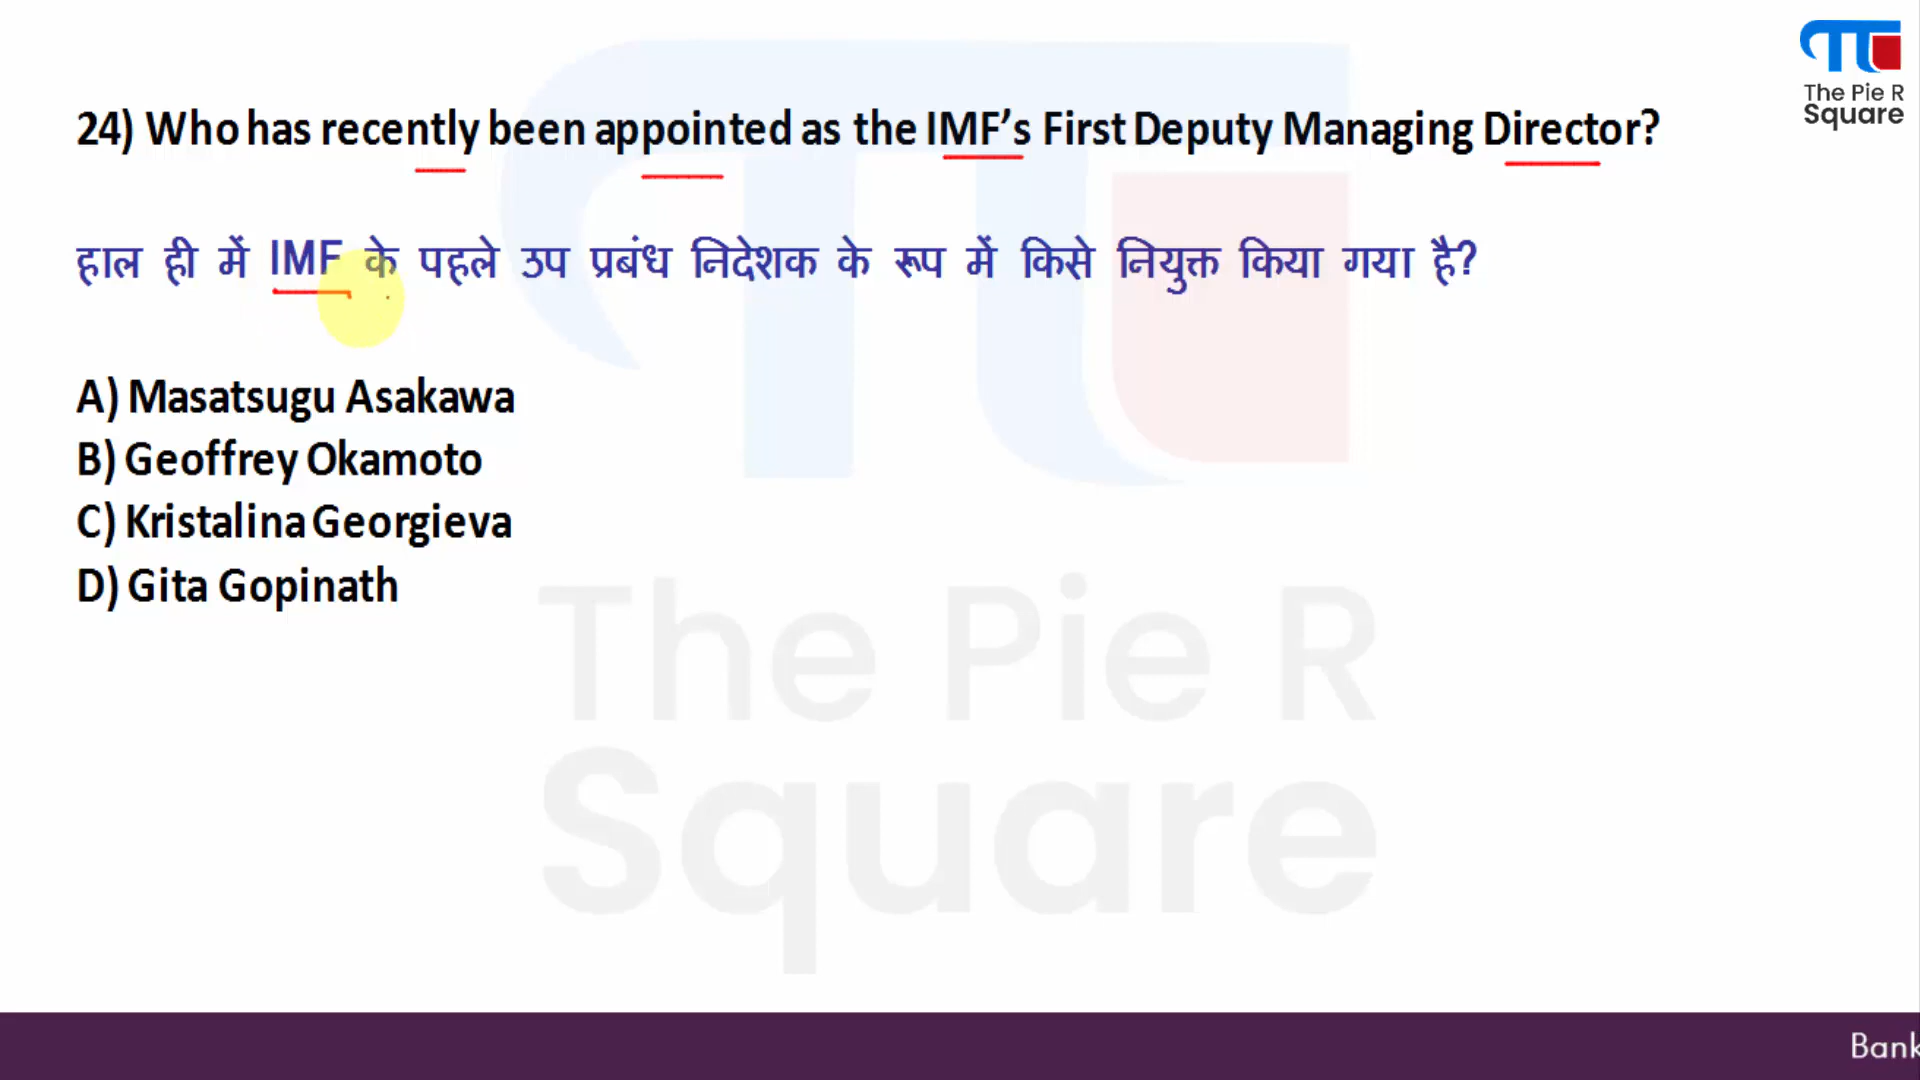 The Pie R
Square
24) Who has recently been appointed as the IMF’s First Deputy Managing Director?
हाल ही में IMF के पहले उप प्रबंध निदेशक के रूप में किसे नियुक्त किया गया है?
A) Masatsugu Asakawa
B) Geoffrey Okamoto
C) Kristalina Georgieva
D) Gita Gopinath
The Pie R
Square
Bank